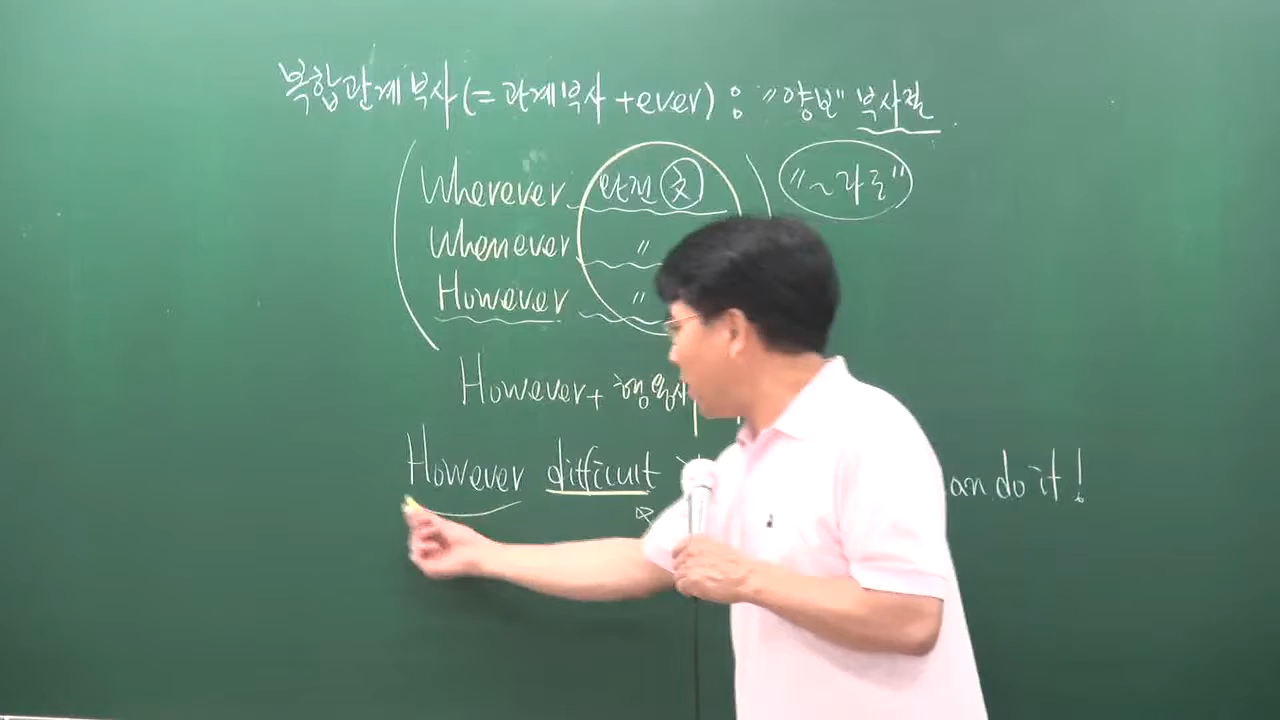 복합관계부사(= 관계부사 + ever) : "양보" 부사절.
Wherever 완전 文 "~라도"
Whenever 〃
However 〃
However + 형용사
However difficult can do it!